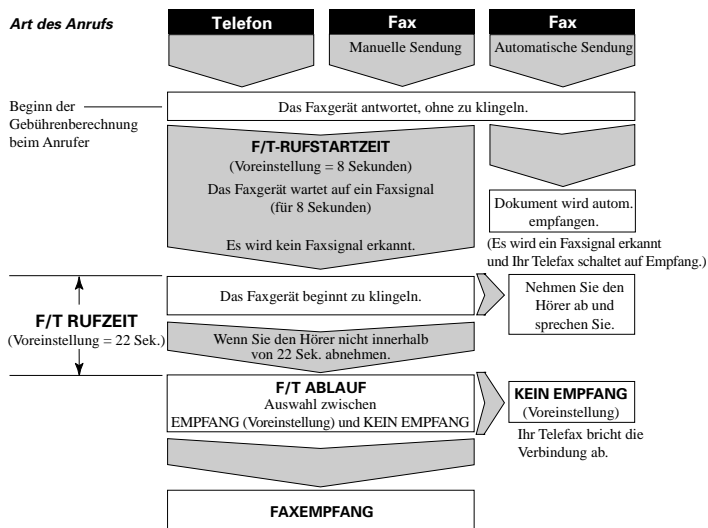 Art des Anrufs
Telefon
Fax
Fax
Manuelle Sendung
Automatische Sendung
Beginn der
Gebührenberechnung
beim Anrufer
Das Faxgerät antwortet, ohne zu klingeln.
F/T-RUFSTARTZEIT
(Voreinstellung = 8 Sekunden)
Das Faxgerät wartet auf ein Faxsignal
(für 8 Sekunden)
Es wird kein Faxsignal erkannt.
Dokument wird autom.
empfangen.
(Es wird ein Faxsignal erkannt
und Ihr Telefax schaltet auf Empfang.)
F/T RUFZEIT
(Voreinstellung = 22 Sek.)
Das Faxgerät beginnt zu klingeln.
Nehmen Sie den
Hörer ab und
sprechen Sie.
Wenn Sie den Hörer nicht innerhalb
von 22 Sek. abnehmen.
F/T ABLAUF
Auswahl zwischen
EMPFANG (Voreinstellung) und KEIN EMPFANG
KEIN EMPFANG
(Voreinstellung)
Ihr Telefax bricht die
Verbindung ab.
FAXEMPFANG